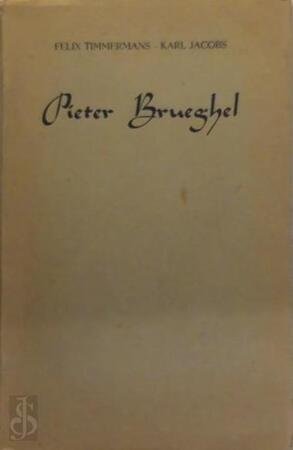 FELIX TIMMERMANS - KARL JACOBS
Pieter Brueghel